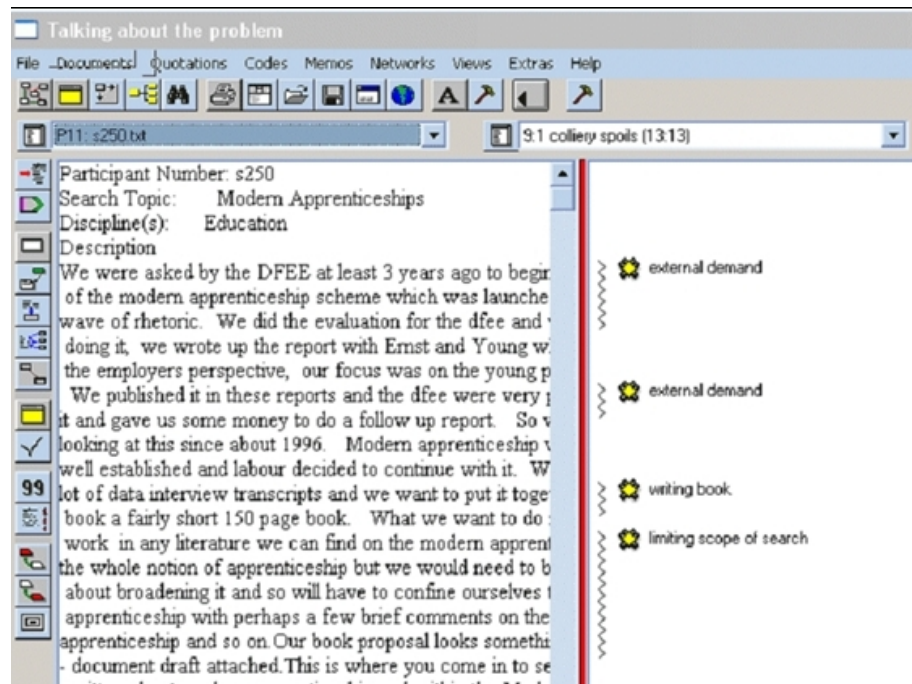 Talking about the problem
File Documents Quotations Codes Memos Networks Views Extras Help
A
P11: s250.txt
9:1 colliery spoils (13:13)
Participant Number: s250
Search Topic: Modern Apprenticeships
Discipline(s): Education
Description
We were asked by the DFEE at least 3 years ago to begin
external demand
of the modern apprenticeship scheme which was launche
wave of rhetoric. We did the evaluation for the dfee and
doing it, we wrote up the report with Ernst and Young w
the employers perspective, our focus was on the young p
We published it in these reports and the dfee were very
external demand
it and gave us some money to do a follow up report. So
looking at this since about 1996. Modern apprenticeship
well established and labour decided to continue with it. W
99
lot of data interview transcripts and we want to put it toge
writing book
book a fairly short 150 page book. What we want to do
work in any literature we can find on the modern apprent
limiting scope of search
the whole notion of apprenticeship but we would need to b
about broadening it and so will have to confine ourselves
apprenticeship with perhaps a few brief comments on the
apprenticeship and so on.Our book proposal looks somethi
- document draft attached.This is where you come in to se